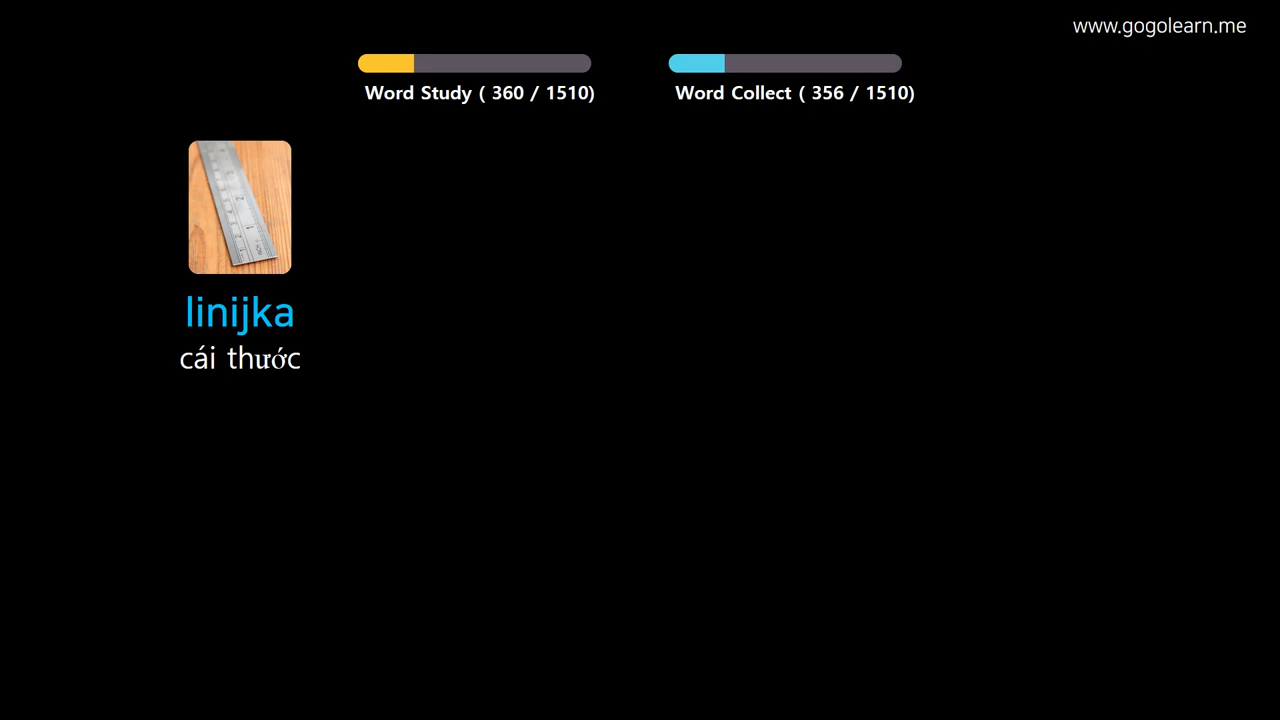 www.gogolearn.me
Word Study ( 360 / 1510)
Word Collect ( 356 / 1510)
linijka
cái thước